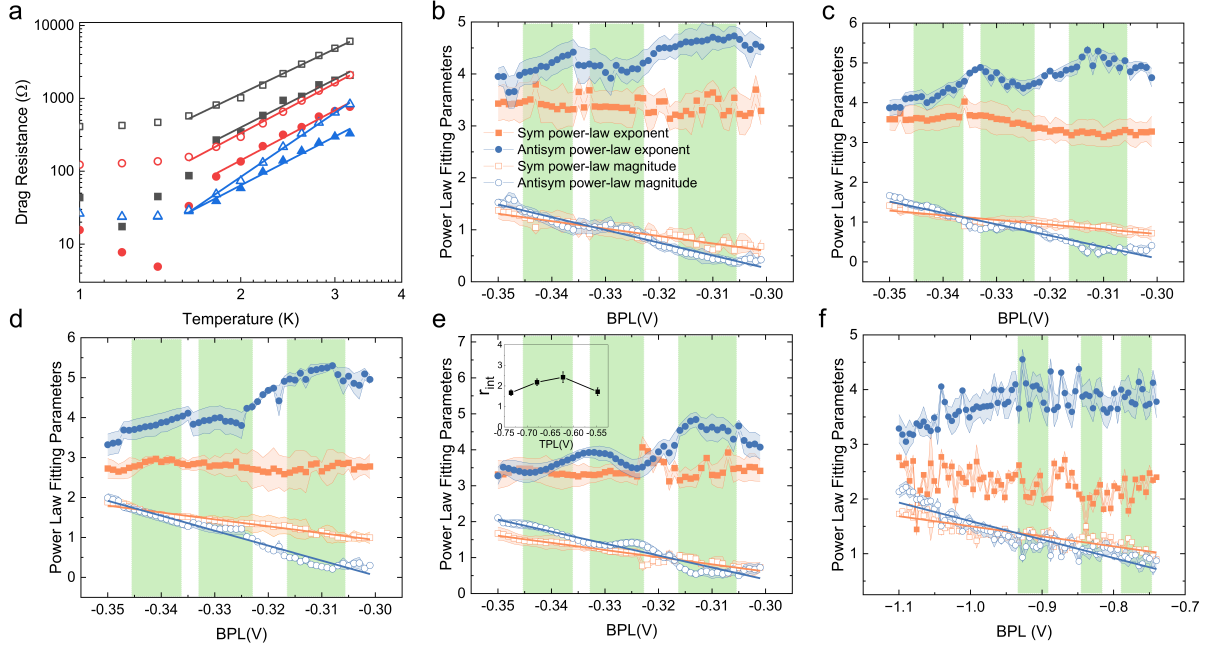 a
10000
1000
100
10
Drag Resistance (Ω)
1
2
3
4
Temperature (K)
b
5
4
3
2
1
0
Power Law Fitting Parameters
Sym power-law exponent
Antisym power-law exponent
Sym power-law magnitude
Antisym power-law magnitude
-0.35 -0.34 -0.33 -0.32 -0.31 -0.30
BPL(V)
c
6
5
4
3
2
1
0
Power Law Fitting Parameters
-0.35 -0.34 -0.33 -0.32 -0.31 -0.30
BPL(V)
d
6
5
4
3
2
1
0
Power Law Fitting Parameters
-0.35 -0.34 -0.33 -0.32 -0.31 -0.30
BPL(V)
e
7
6
5
4
3
2
1
0
Power Law Fitting Parameters
4
3
2
1
0
r int
-0.74 -0.70 -0.65 -0.60 -0.55
TPL(V)
-0.35 -0.34 -0.33 -0.32 -0.31 -0.30
BPL(V)
f
5
4
3
2
1
Power Law Fitting Parameters
−1.1 −1.0 −0.9 −0.8 −0.7
BPL (V)